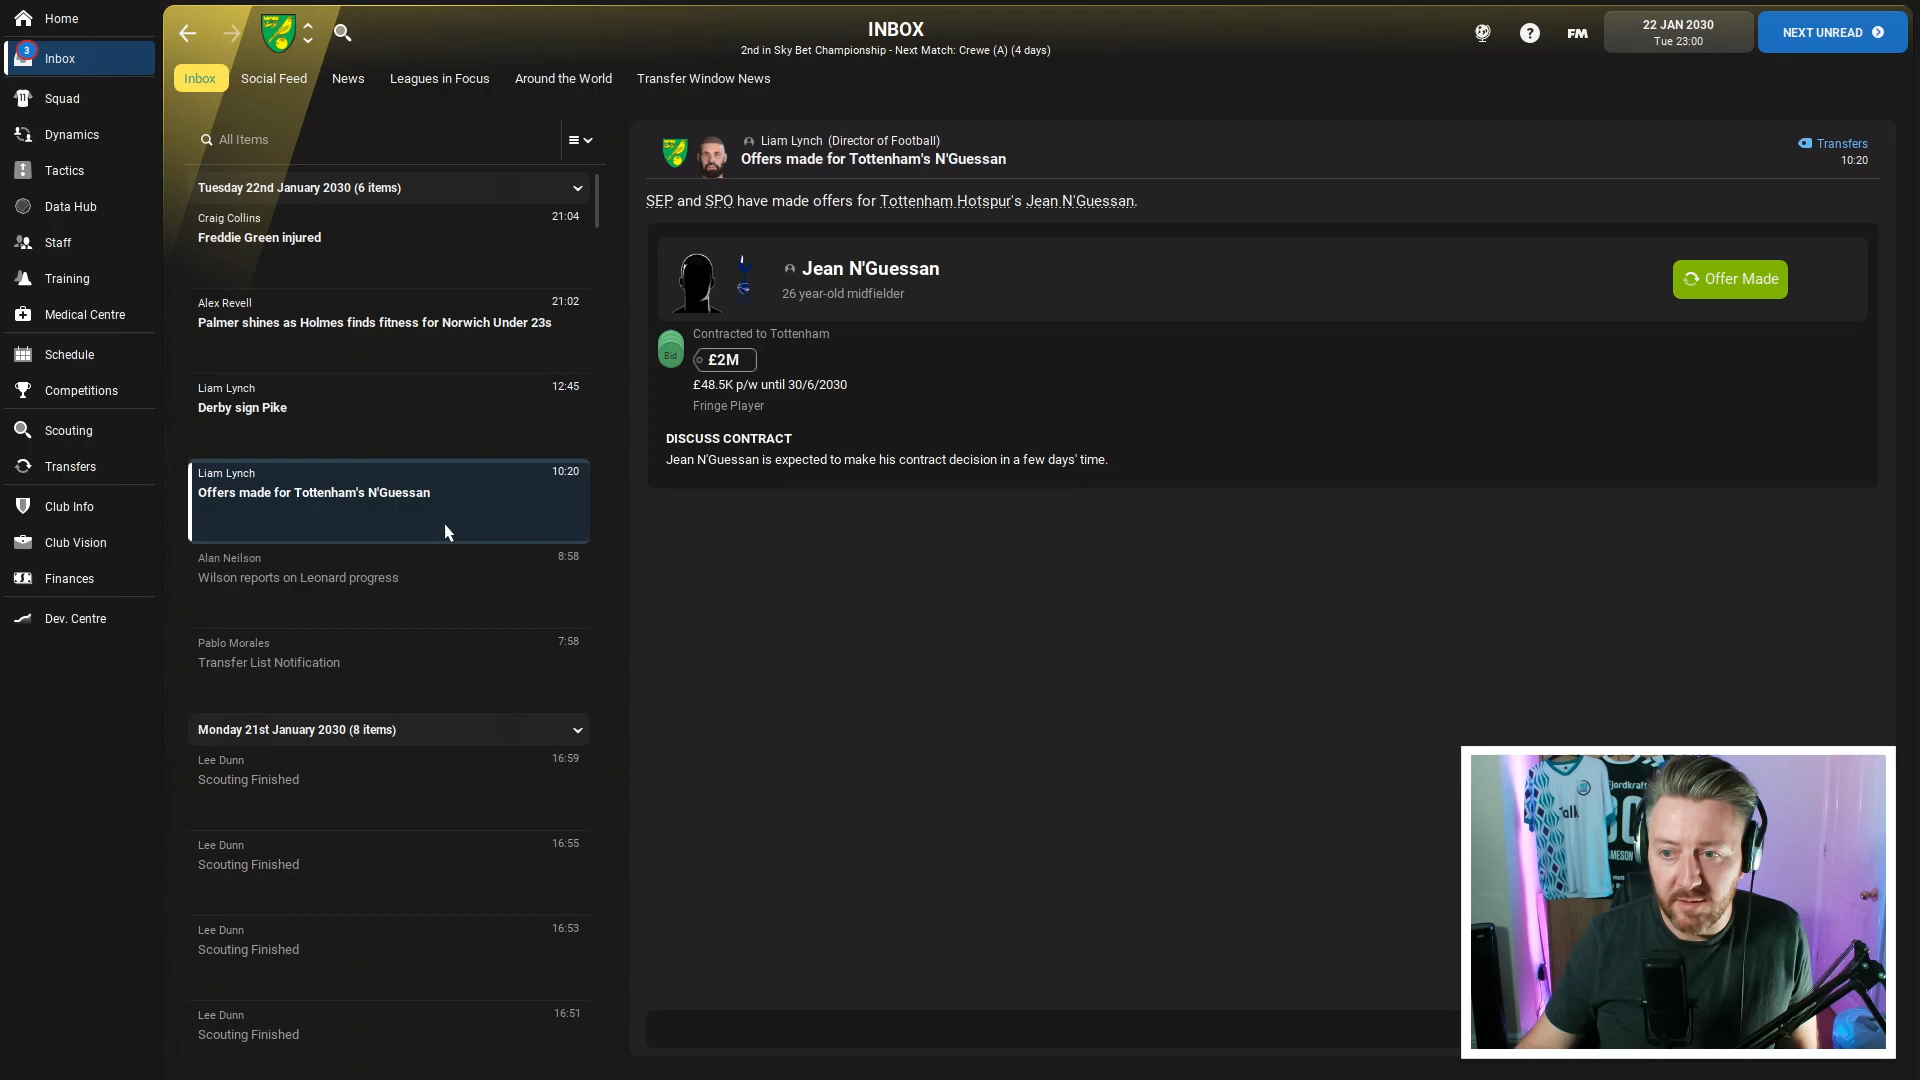 Home
3
Inbox
Squad
Dynamics
Tactics
Data Hub
Staff
Training
Medical Centre
Schedule
Competitions
Scouting
Transfers
Club Info
Club Vision
Finances
Dev. Centre
INBOX
2nd in Sky Bet Championship - Next Match: Crewe (A) (4 days)
FM
22 JAN 2030
Tue 23:00
NEXT UNREAD
Inbox
Social Feed
News
Leagues in Focus
Around the World
Transfer Window News
All Items
Tuesday 22nd January 2030 (6 items)
Craig Collins 21:04
Freddie Green injured
Alex Revell 21:02
Palmer shines as Holmes finds fitness for Norwich Under 23s
Liam Lynch 12:45
Derby sign Pike
Liam Lynch 10:20
Offers made for Tottenham's N'Guessan
Alan Neilson 8:58
Wilson reports on Leonard progress
Pablo Morales 7:58
Transfer List Notification
Monday 21st January 2030 (8 items)
Lee Dunn 16:59
Scouting Finished
Lee Dunn 16:55
Scouting Finished
Lee Dunn 16:53
Scouting Finished
Lee Dunn 16:51
Scouting Finished
Liam Lynch (Director of Football)
Offers made for Tottenham's N'Guessan
Transfers
10:20
SEP and SPO have made offers for Tottenham Hotspur's Jean N'Guessan.
Jean N'Guessan
26 year-old midfielder
Offer Made
Contracted to Tottenham
Bid
£2M
£48.5K p/w until 30/6/2030
Fringe Player
DISCUSS CONTRACT
Jean N'Guessan is expected to make his contract decision in a few days' time.
Fjordkraft
Talk